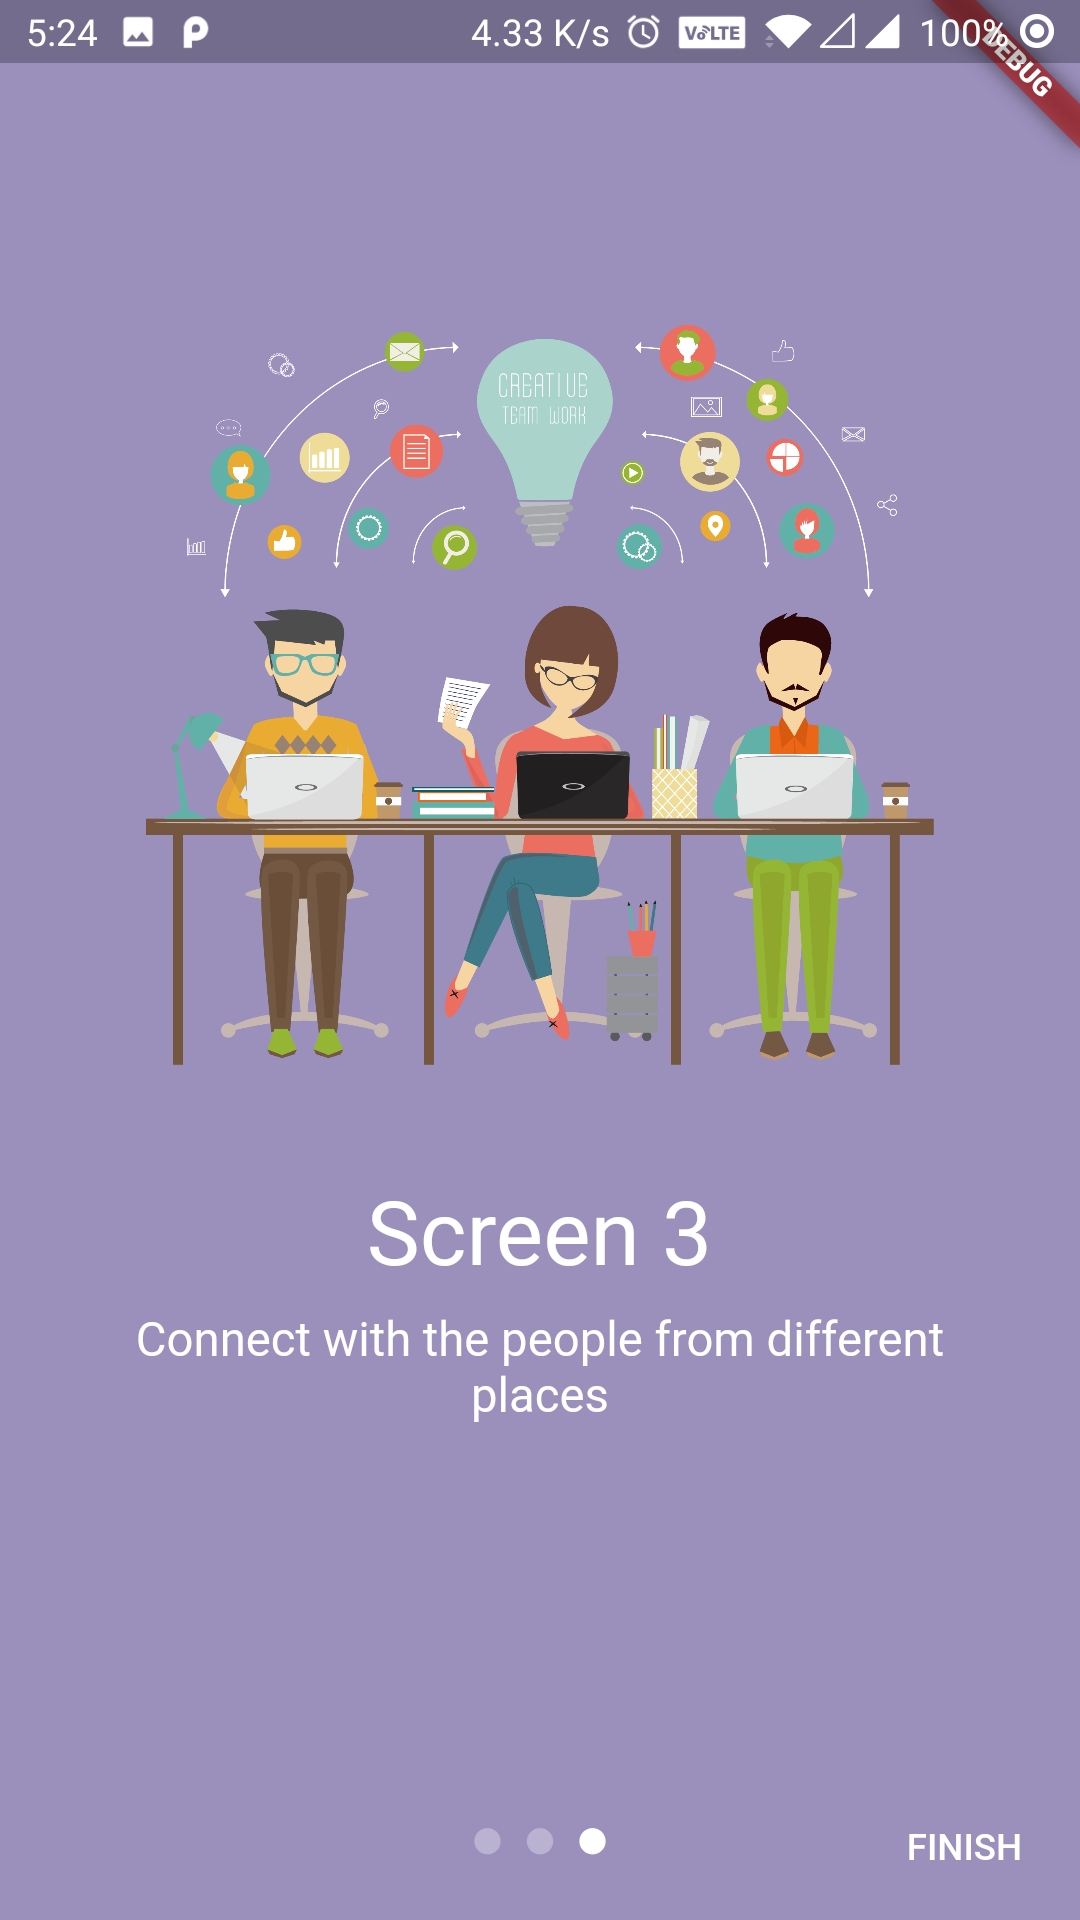 5:24 4.33 K/s VoLTE 100%
DEBUG
CREATIVE
TEAM WORK
Screen 3
Connect with the people from different
places
FINISH